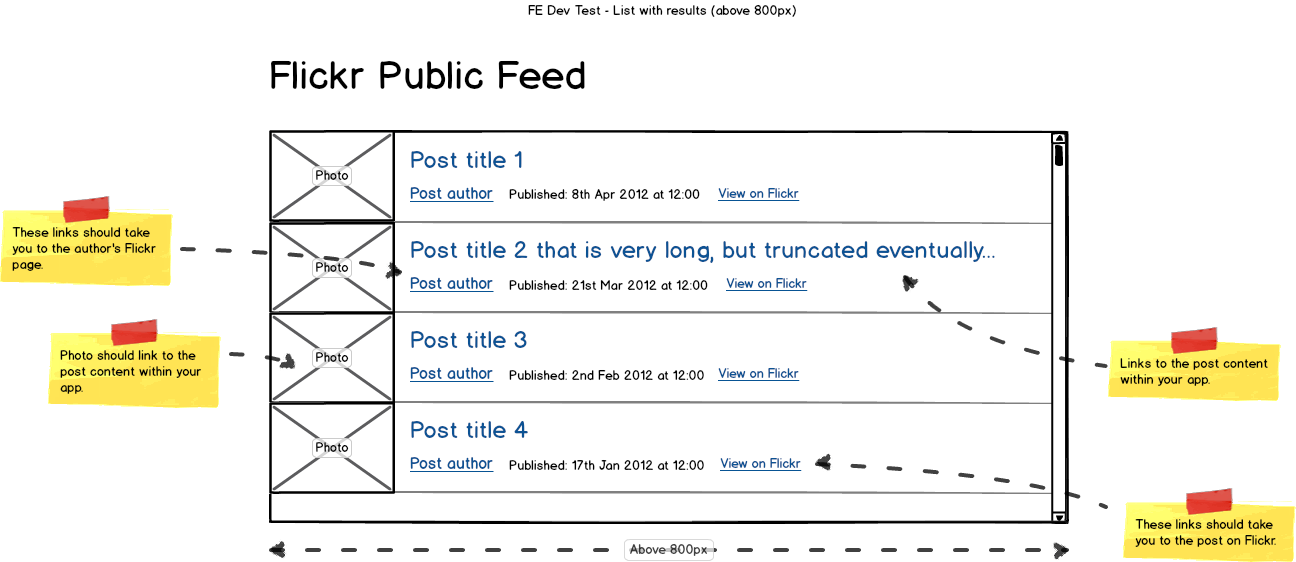 FE Dev Test - List with results (above 800px)
Flickr Public Feed
Photo
Post title 1
Post author Published: 8th Apr 2012 at 12:00 View on Flickr
These links should take
you to the author's Flickr
page.
Photo
Post title 2 that is very long, but truncated eventually...
Post author Published: 21st Mar 2012 at 12:00 View on Flickr
Photo should link to the
post content within your
app.
Photo
Post title 3
Post author Published: 2nd Feb 2012 at 12:00 View on Flickr
Links to the post content
within your app.
Photo
Post title 4
Post author Published: 17th Jan 2012 at 12:00 View on Flickr
These links should take
you to the post on Flickr.
Above 800px